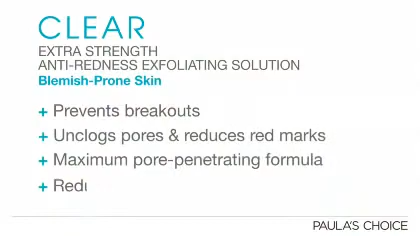 CLEAR
EXTRA STRENGTH
ANTI-REDNESS EXFOLIATING SOLUTION
Blemish-Prone Skin
+ Prevents breakouts
+ Unclogs pores & reduces red marks
+ Maximum pore-penetrating formula
+
PAULA'S CHOICE